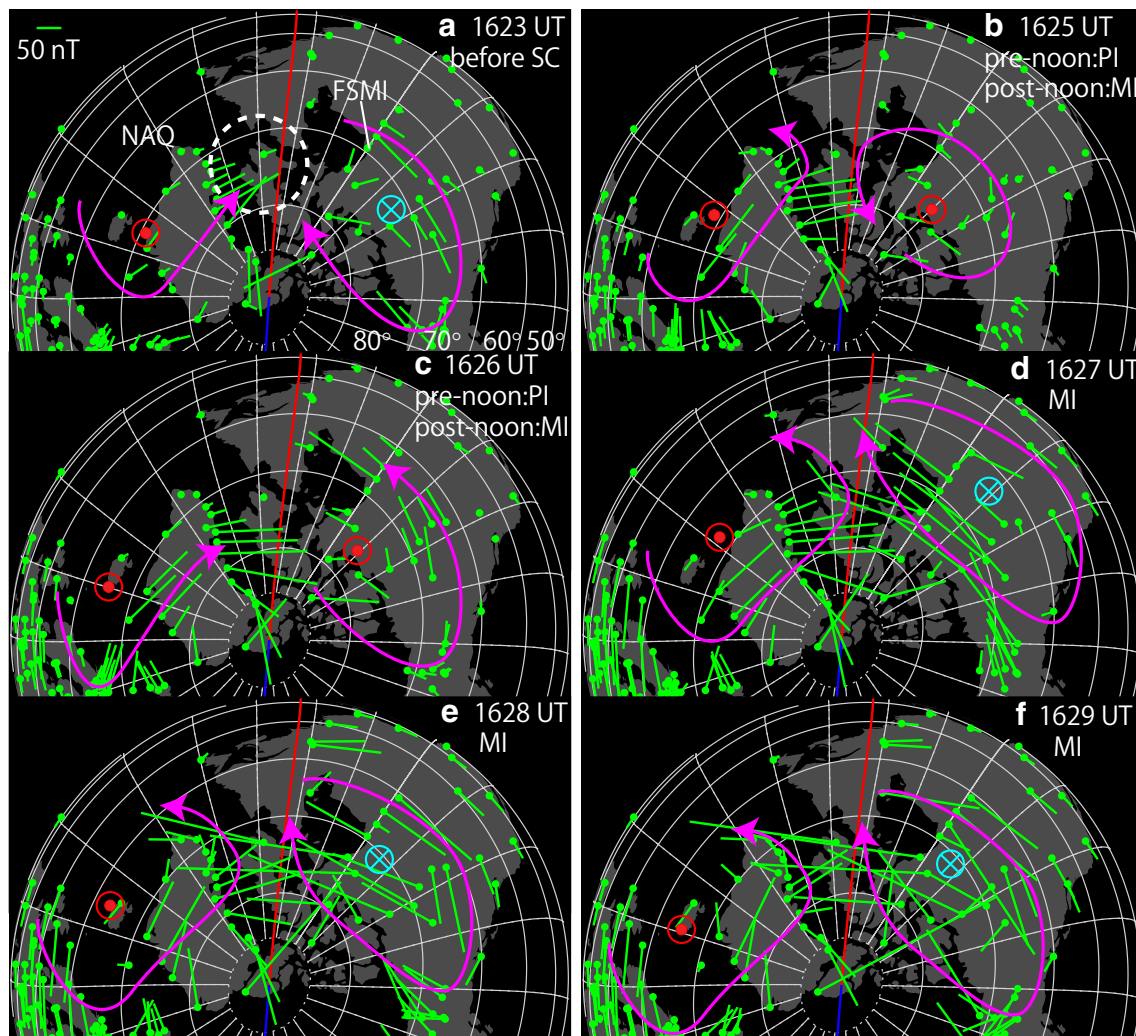 a 1623 UT
before SC
50 nT
FSMI
NAQ
80° 70° 60° 50°
b 1625 UT
pre-noon:PI
post-noon:MI
c 1626 UT
pre-noon:PI
post-noon:MI
d 1627 UT
MI
e 1628 UT
MI
f 1629 UT
MI